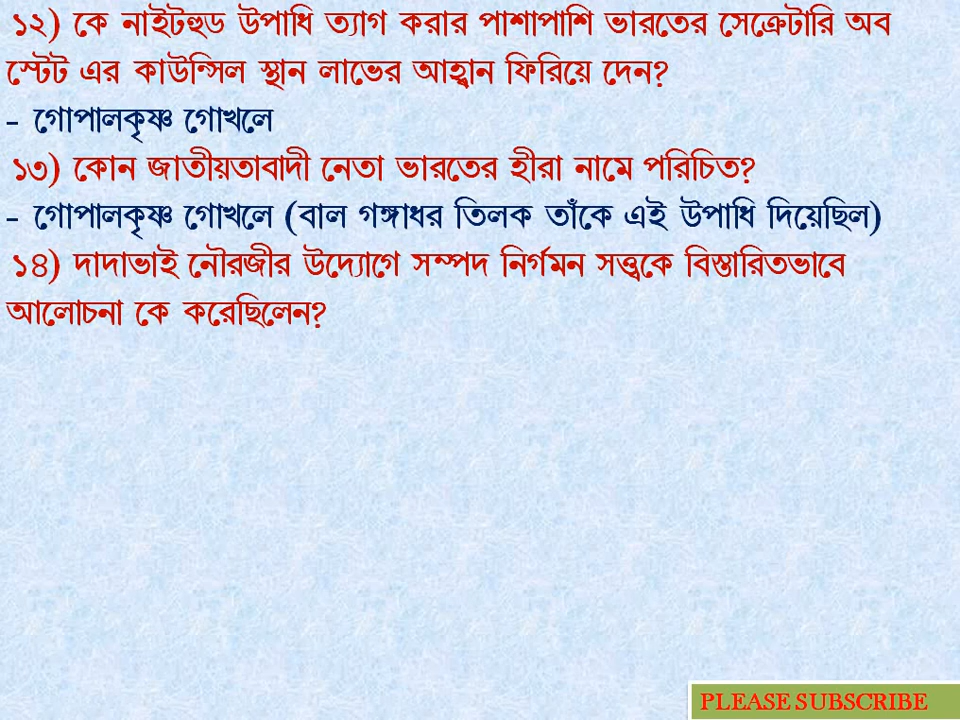 ১২) কে নাইটহুড উপাধি ত্যাগ করার পাশাপাশি ভারতের সেক্রেটারি অব
স্টেট এর কাউন্সিল স্থান লাভের আহ্বান ফিরিয়ে দেন?
- গোপালকৃষ্ণ গোখলে
১৩) কোন জাতীয়তাবাদী নেতা ভারতের হীরা নামে পরিচিত?
- গোপালকৃষ্ণ গোখলে (বাল গঙ্গাধর তিলক তাঁকে এই উপাধি দিয়েছিল)
১৪) দাদাভাই নৌরজীর উদ্যোগে সম্পদ নির্গমন সত্ত্বকে বিস্তারিতভাবে
আলোচনা কে করেছিলেন?
PLEASE SUBSCRIBE